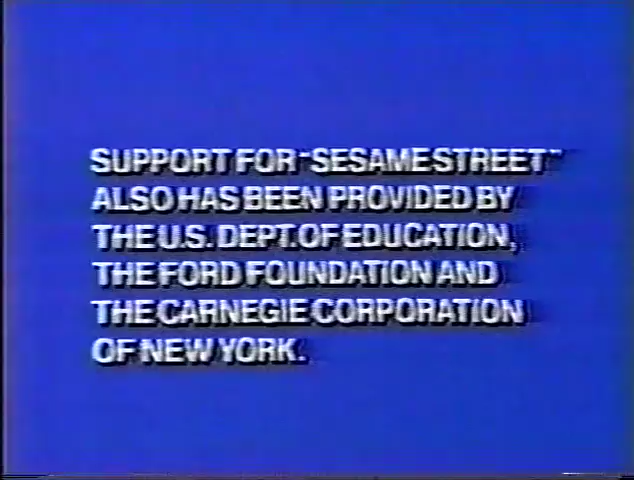 SUPPORT FOR "SESAME STREET"
ALSO HAS BEEN PROVIDED BY
THE U.S. DEPT. OF EDUCATION,
THE FORD FOUNDATION AND
THE CARNEGIE CORPORATION
OF NEW YORK.